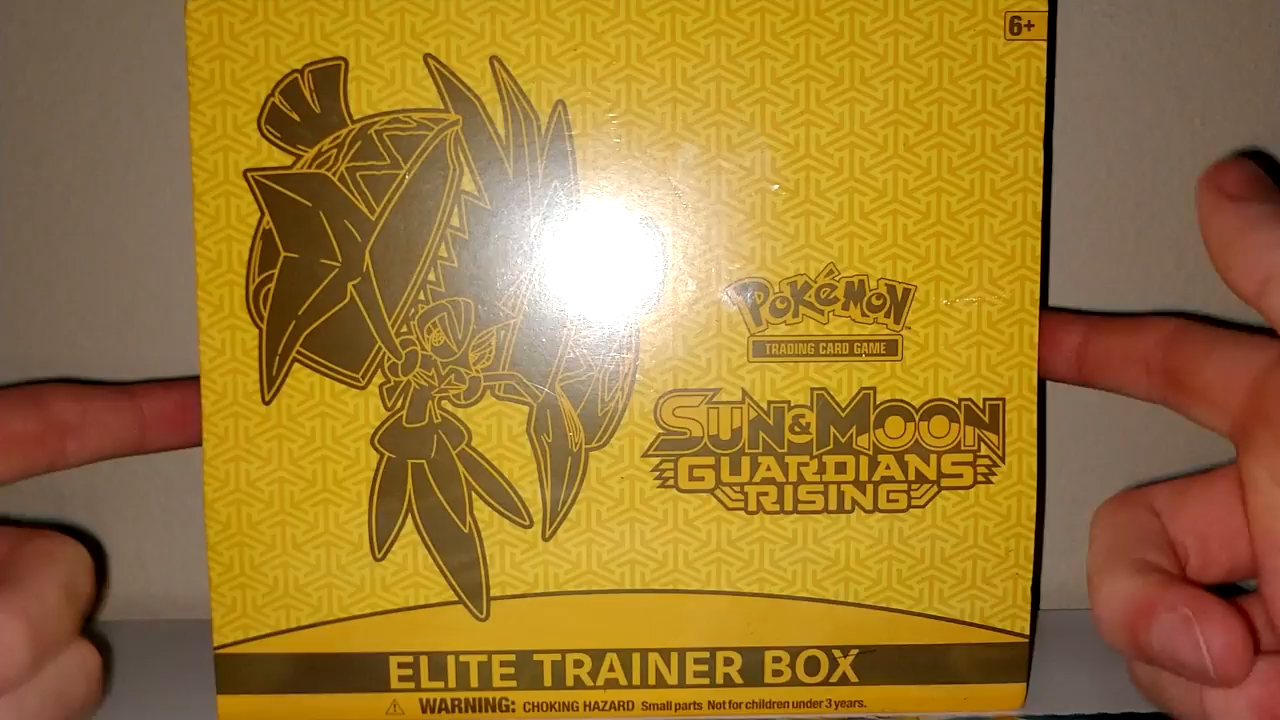 6+
POKéMON
TRADING CARD GAME
SUN & MOON
GUARDIANS
RISING
ELITE TRAINER BOX
WARNING: CHOKING HAZARD Small parts Not for children under 3 years.